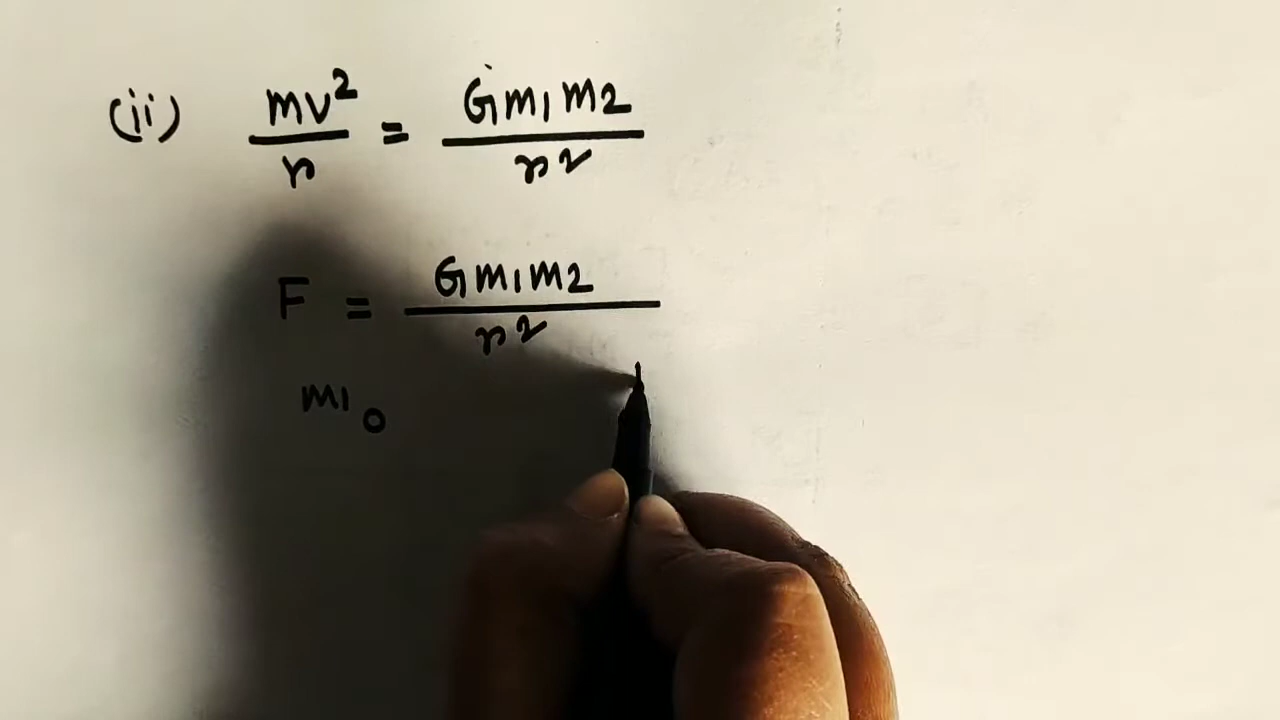 (ii) mv²/r = Gm₁m₂/r²
F = Gm₁m₂/r²
m₁ o